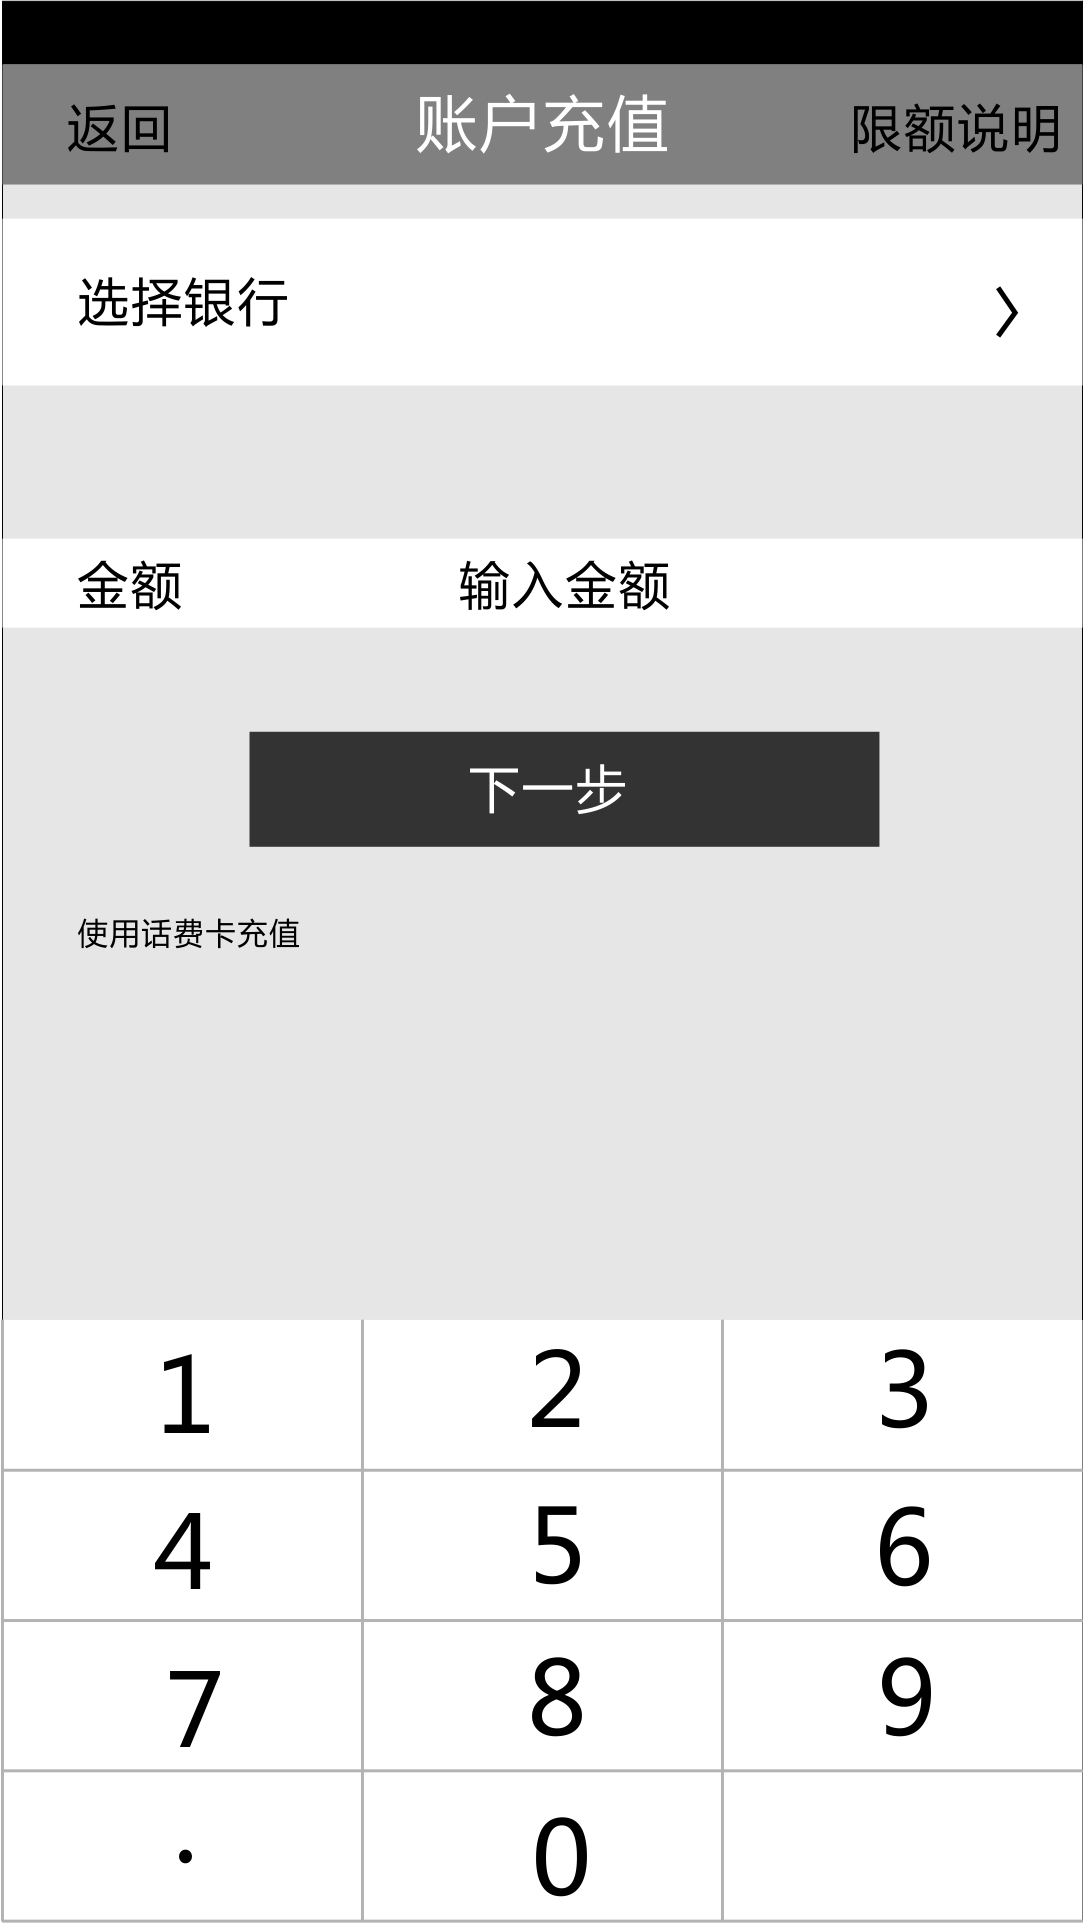 返回 账户充值 限额说明
选择银行
金额 输入金额
下一步
使用话费卡充值
1 2 3
4 5 6
7 8 9
. 0